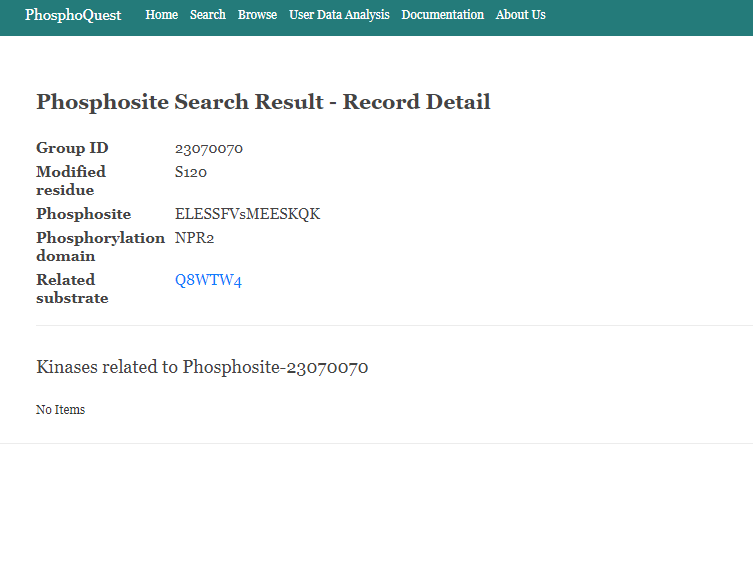 PhosphoQuest Home Search Browse User Data Analysis Documentation About Us
Phosphosite Search Result - Record Detail
Group ID 23070070
Modified residue S120
Phosphosite ELESSFVsMEESKQK
Phosphorylation domain NPR2
Related substrate Q8WTW4
Kinases related to Phosphosite-23070070
No Items